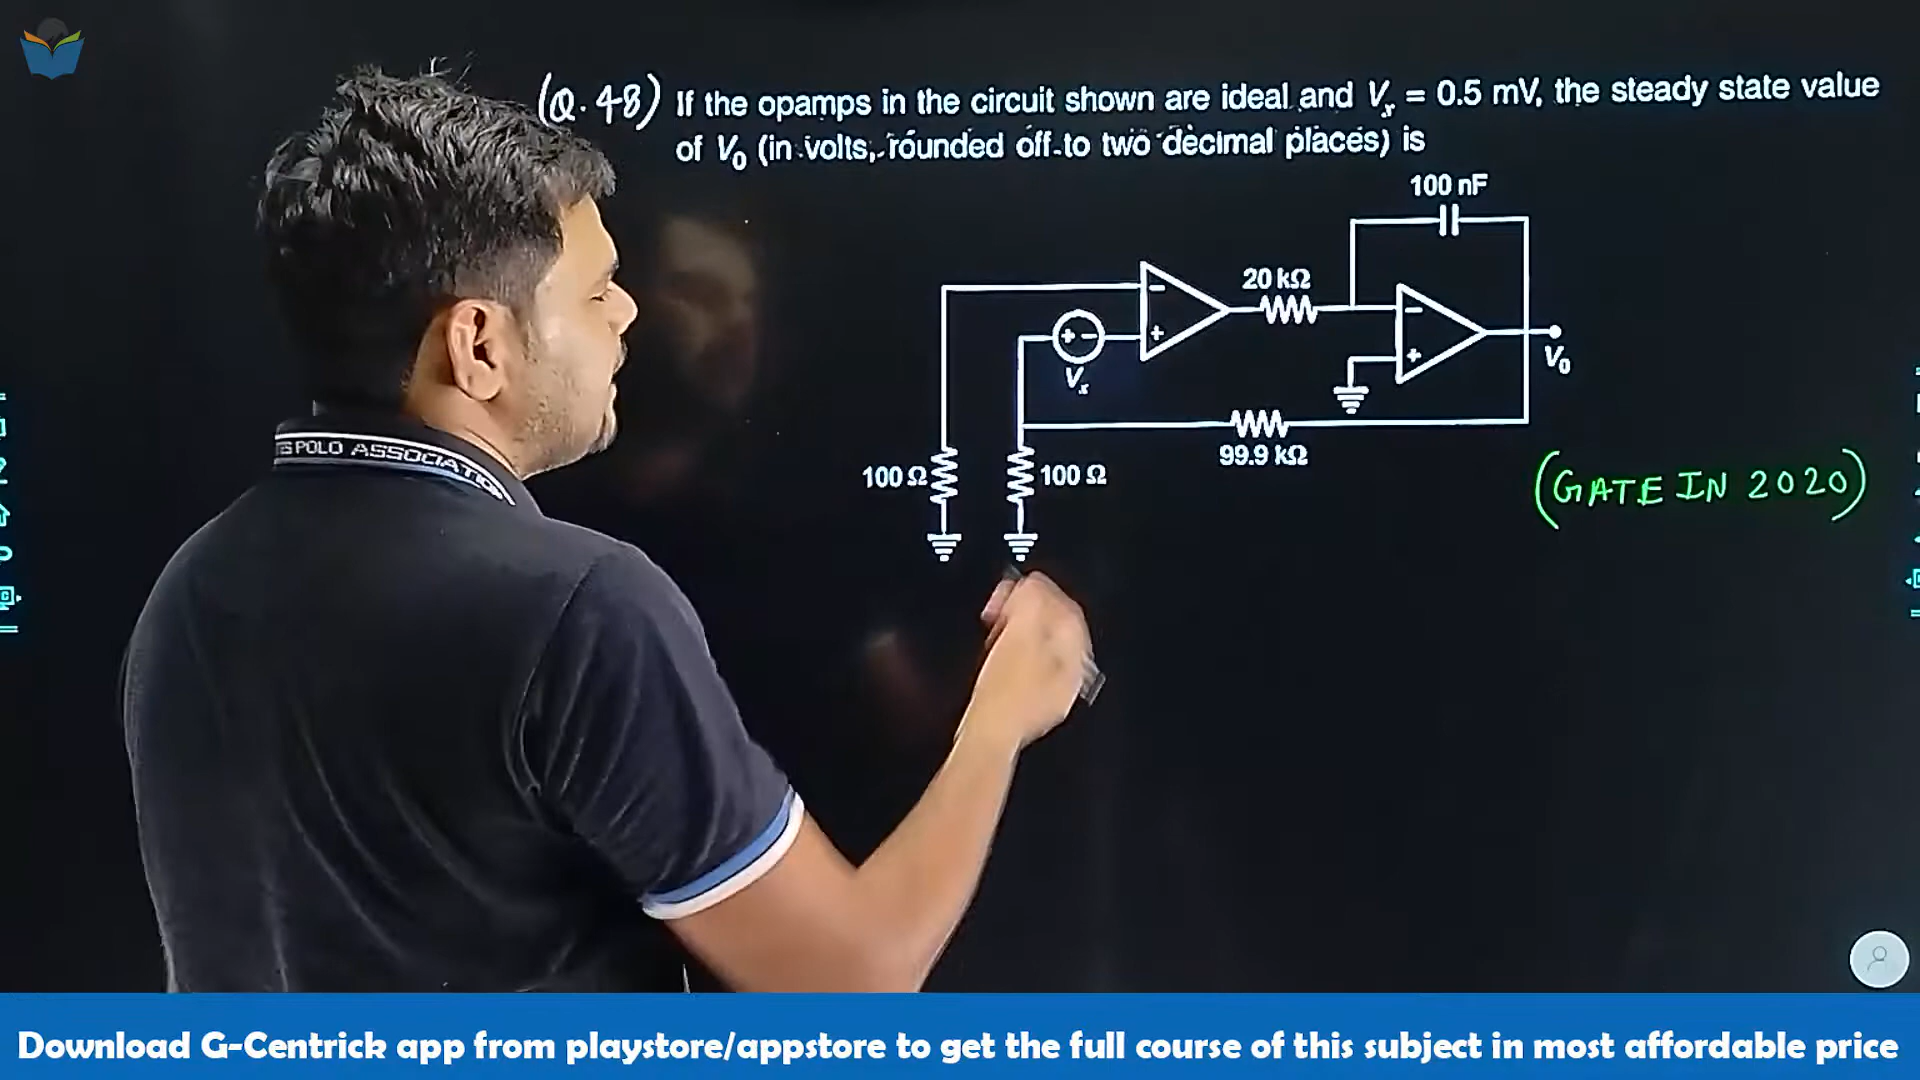 (Q.48) If the opamps in the circuit shown are ideal and Vx = 0.5 mV, the steady state value
of V0 (in volts, rounded off to two decimal places) is
100 nF
20 kΩ
−
+
+ −
Vx
−
+
V0
99.9 kΩ
100 Ω
100 Ω
(GATE IN 2020)
POLO ASSOCIATION
Download G-Centrick app from playstore/appstore to get the full course of this subject in most affordable price